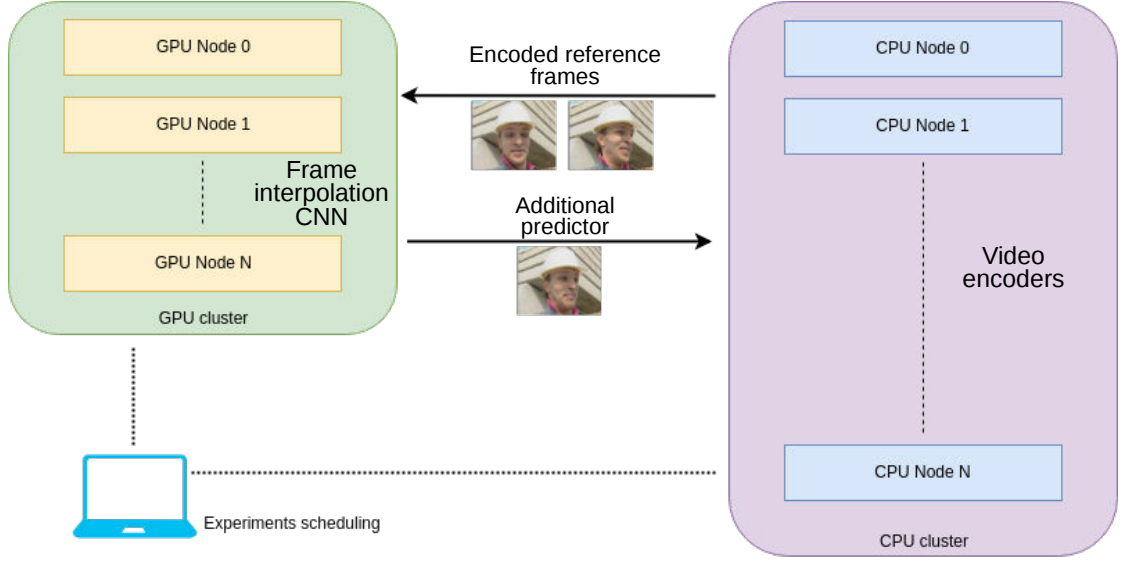 GPU Node 0
GPU Node 1
Frame
interpolation
CNN
GPU Node N
GPU cluster
Encoded reference
frames
Additional
predictor
CPU Node 0
CPU Node 1
Video
encoders
CPU Node N
CPU cluster
Experiments scheduling